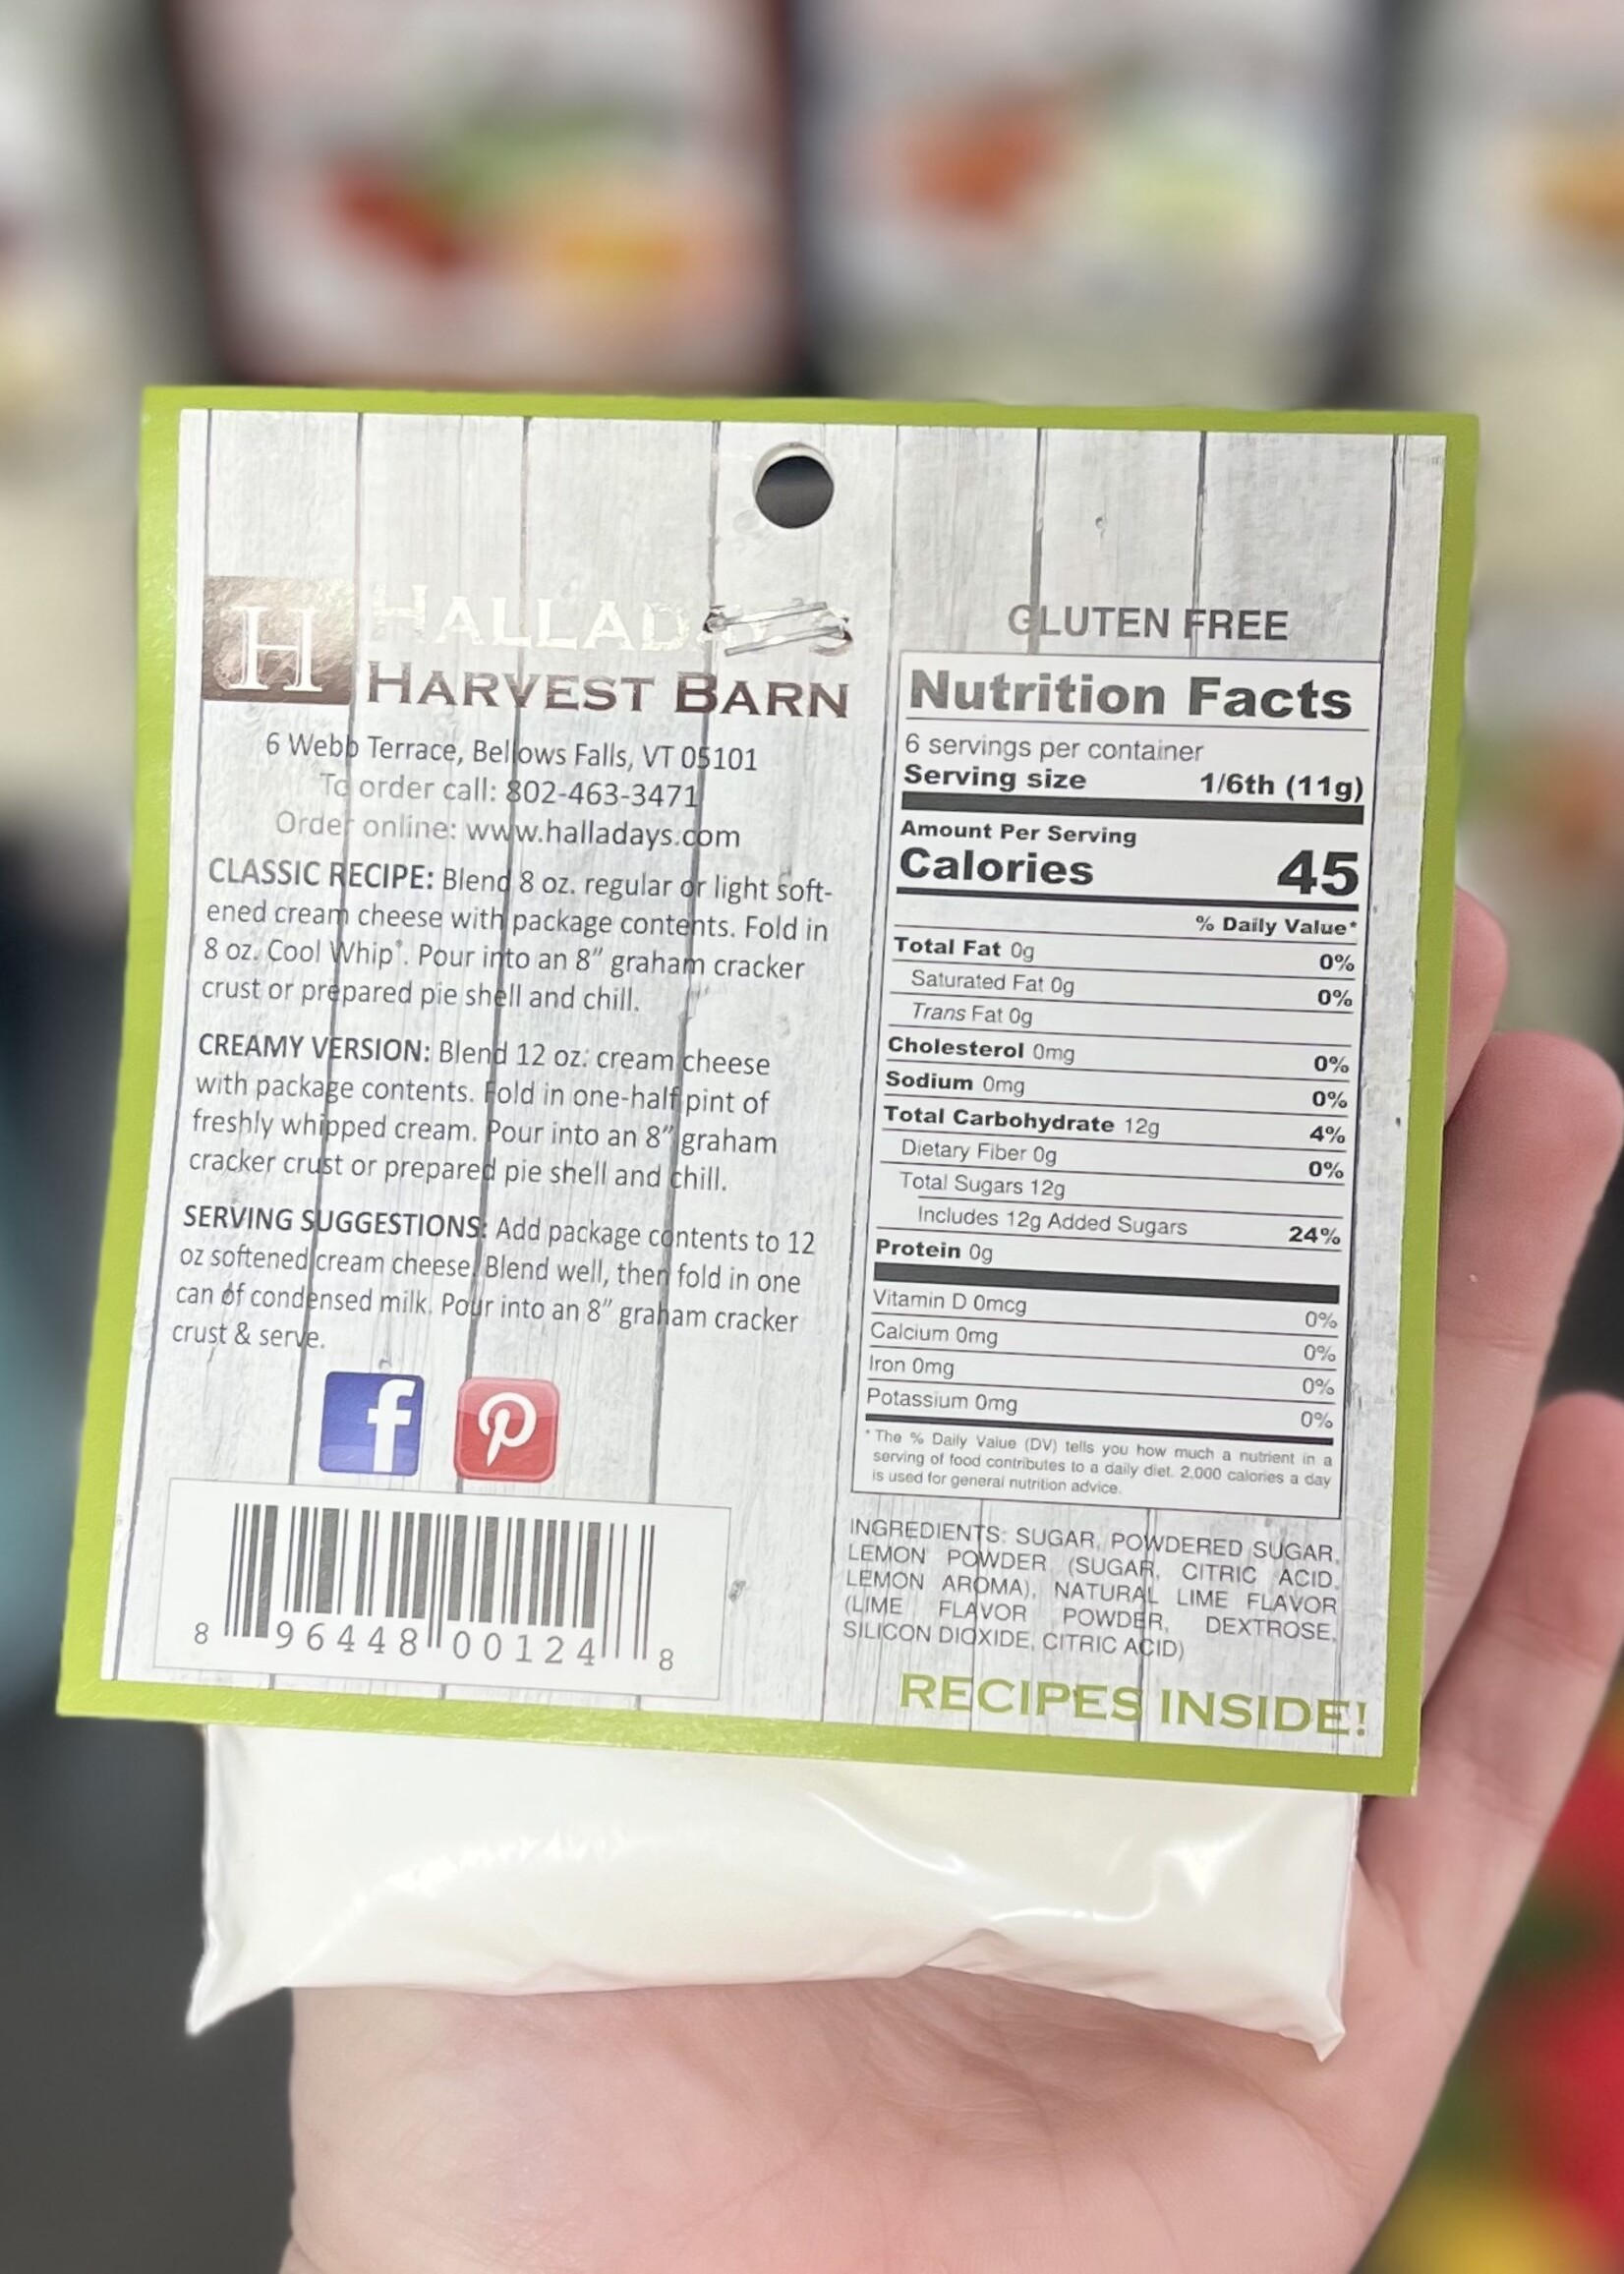 H
HALLADAY'S
HARVEST BARN
6 Webb Terrace, Bellows Falls, VT 05101
To order call: 802-463-3471
Order online: www.halladays.com
CLASSIC RECIPE: Blend 8 oz. regular or light soft-
ened cream cheese with package contents. Fold in
8 oz. Cool Whip®. Pour into an 8” graham cracker
crust or prepared pie shell and chill.
CREAMY VERSION: Blend 12 oz. cream cheese
with package contents. Fold in one-half pint of
freshly whipped cream. Pour into an 8” graham
cracker crust or prepared pie shell and chill.
SERVING SUGGESTIONS: Add package contents to 12
oz softened cream cheese. Blend well, then fold in one
can of condensed milk. Pour into an 8” graham cracker
crust & serve.
8 96448 00124 8
GLUTEN FREE
Nutrition Facts
6 servings per container
Serving size 1/6th (11g)
Amount Per Serving
Calories 45
% Daily Value*
Total Fat 0g 0%
Saturated Fat 0g 0%
Trans Fat 0g
Cholesterol 0mg 0%
Sodium 0mg 0%
Total Carbohydrate 12g 4%
Dietary Fiber 0g 0%
Total Sugars 12g
Includes 12g Added Sugars 24%
Protein 0g
Vitamin D 0mcg 0%
Calcium 0mg 0%
Iron 0mg 0%
Potassium 0mg 0%
* The % Daily Value (DV) tells you how much a nutrient in a
serving of food contributes to a daily diet. 2,000 calories a day
is used for general nutrition advice.
INGREDIENTS: SUGAR, POWDERED SUGAR,
LEMON POWDER (SUGAR, CITRIC ACID,
LEMON AROMA), NATURAL LIME FLAVOR
(LIME FLAVOR POWDER, DEXTROSE,
SILICON DIOXIDE, CITRIC ACID)
RECIPES INSIDE!